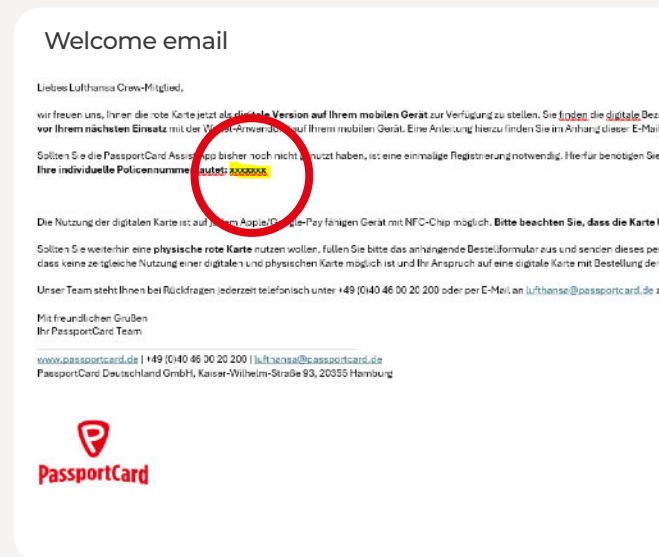 Welcome email
Liebes Lufthansa Crew-Mitglied,
wir freuen uns, Ihnen die rote Karte jetzt als digitale Version auf Ihrem mobilen Gerät zur Verfügung zu stellen. Sie finden die digitale Bez
vor Ihrem nächsten Einsatz mit der Wallet-Anwendung auf Ihrem mobilen Gerät. Eine Anleitung hierzu finden Sie im Anhang dieser E-Mail
Sollten Sie die PassportCard Assist App bisher noch nicht genutzt haben, ist eine einmalige Registrierung notwendig. Hierfür benötigen Sie
Ihre individuelle Policennummer lautet: xxxxxxx
Die Nutzung der digitalen Karte ist auf jedem Apple/Google-Pay fähigen Gerät mit NFC-Chip möglich. Bitte beachten Sie, dass die Karte
Sollten Sie weiterhin eine physische rote Karte nutzen wollen, füllen Sie bitte das anhängende Bestellformular aus und senden dieses per
dass keine zeitgleiche Nutzung einer digitalen und physischen Karte möglich ist und Ihr Anspruch auf eine digitale Karte mit Bestellung der
Unser Team steht Ihnen bei Rückfragen jederzeit telefonisch unter +49 (0)40 46 00 20 200 oder per E-Mail an lufthansa@passportcard.de z
Mit freundlichen Grüßen
Ihr PassportCard Team
www.passportcard.de | +49 (0)40 46 00 20 200 | lufthansa@passportcard.de
PassportCard Deutschland GmbH, Kaiser-Wilhelm-Straße 93, 20355 Hamburg
PassportCard